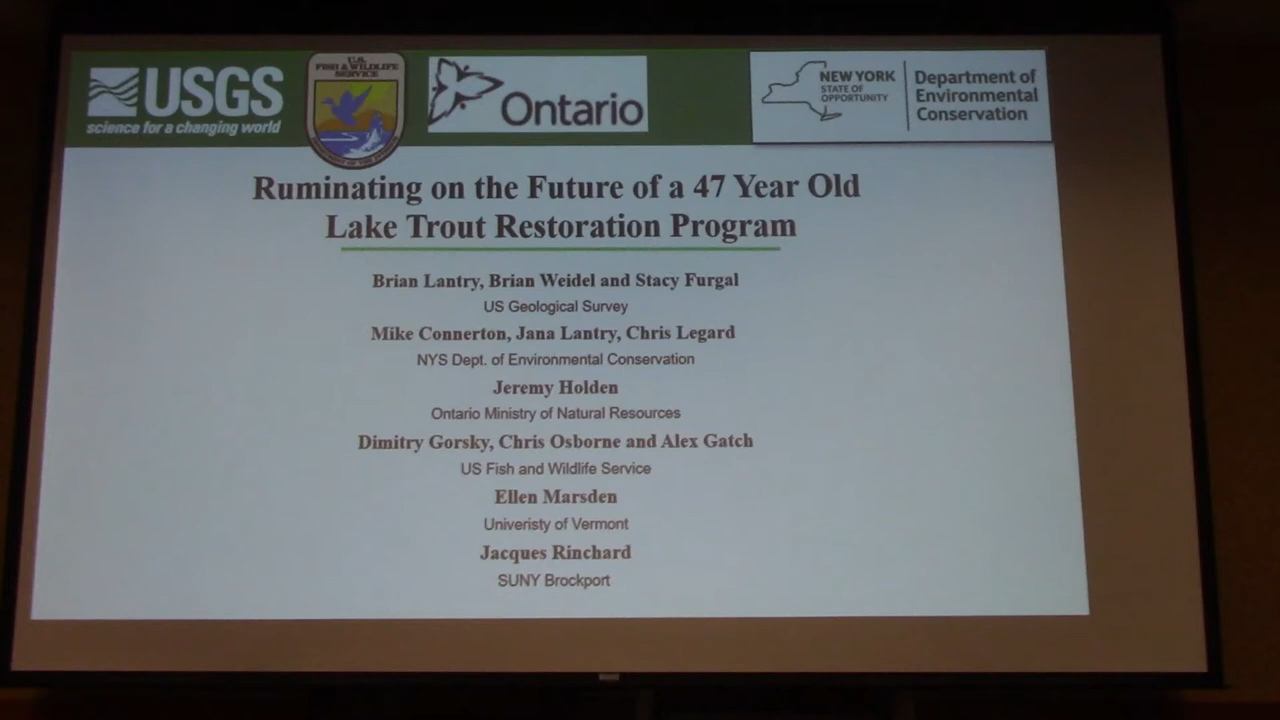 USGS
science for a changing world
U.S.
FISH & WILDLIFE
SERVICE
Ontario
NEW YORK
STATE OF
OPPORTUNITY
Department of
Environmental
Conservation
Ruminating on the Future of a 47 Year Old
Lake Trout Restoration Program
Brian Lantry, Brian Weidel and Stacy Furgal
US Geological Survey
Mike Connerton, Jana Lantry, Chris Legard
NYS Dept. of Environmental Conservation
Jeremy Holden
Ontario Ministry of Natural Resources
Dimitry Gorsky, Chris Osborne and Alex Gatch
US Fish and Wildlife Service
Ellen Marsden
Univeristy of Vermont
Jacques Rinchard
SUNY Brockport